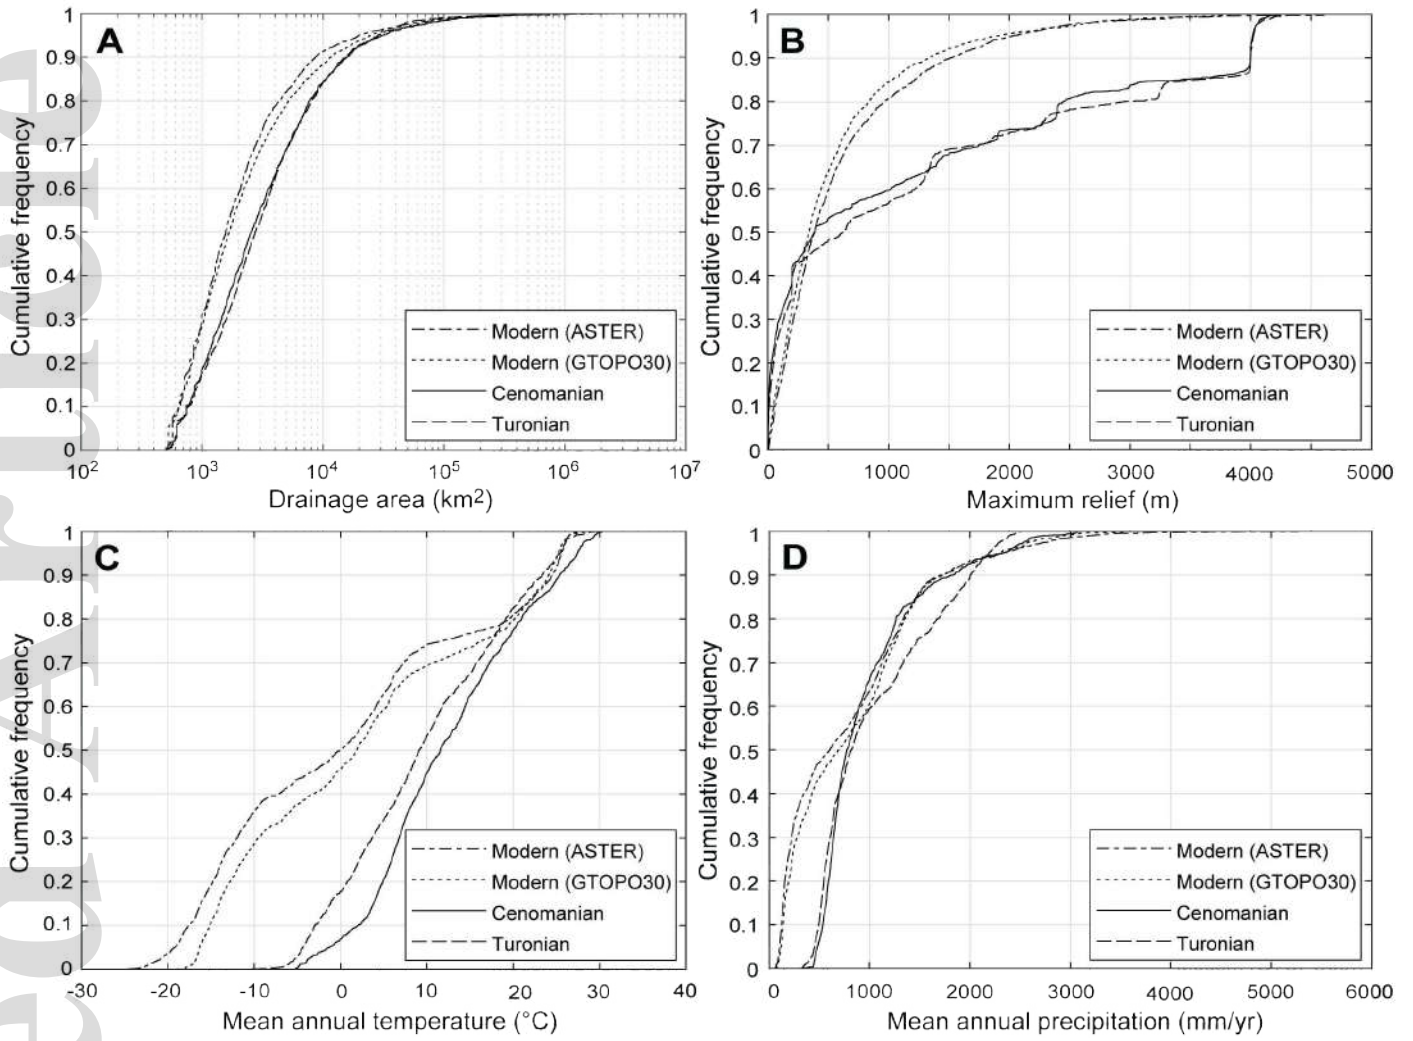 A
Cumulative frequency
1
0.9
0.8
0.7
0.6
0.5
0.4
0.3
0.2
0.1
0
10² 10³ 10⁴ 10⁵ 10⁶ 10⁷
Drainage area (km²)
Modern (ASTER)
Modern (GTOPO30)
Cenomanian
Turonian
B
Cumulative frequency
1
0.9
0.8
0.7
0.6
0.5
0.4
0.3
0.2
0.1
0
0 1000 2000 3000 4000 5000
Maximum relief (m)
Modern (ASTER)
Modern (GTOPO30)
Cenomanian
Turonian
C
Cumulative frequency
1
0.9
0.8
0.7
0.6
0.5
0.4
0.3
0.2
0.1
0
-30 -20 -10 0 10 20 30 40
Mean annual temperature (°C)
Modern (ASTER)
Modern (GTOPO30)
Cenomanian
Turonian
D
Cumulative frequency
1
0.9
0.8
0.7
0.6
0.5
0.4
0.3
0.2
0.1
0
0 1000 2000 3000 4000 5000 6000
Mean annual precipitation (mm/yr)
Modern (ASTER)
Modern (GTOPO30)
Cenomanian
Turonian